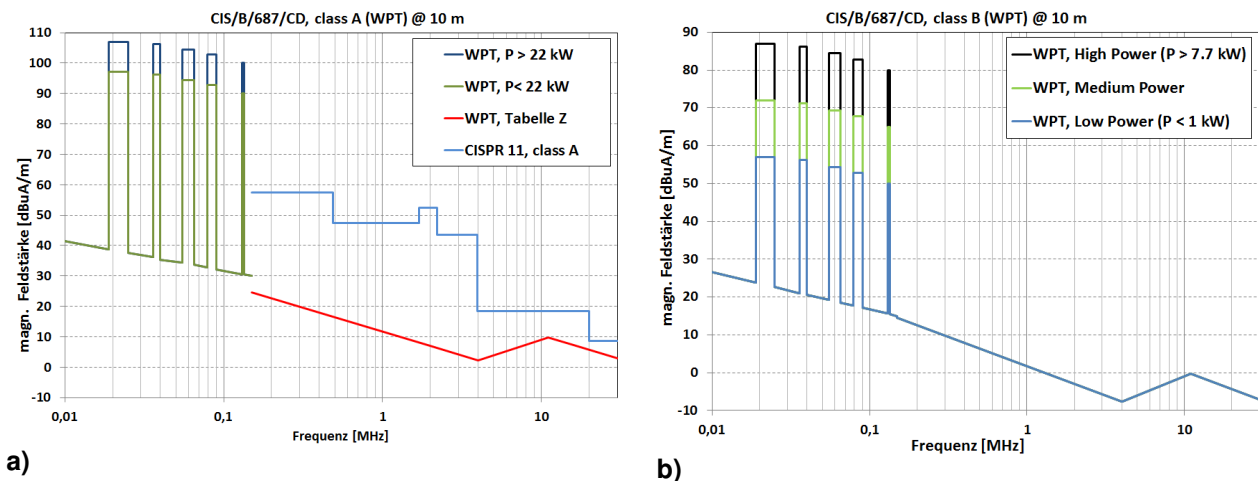 CIS/B/687/CD, class A (WPT) @ 10 m
magn. Feldstärke [dBuA/m]
110
100
90
80
70
60
50
40
30
20
10
0
-10
WPT, P > 22 kW
WPT, P< 22 kW
WPT, Tabelle Z
CISPR 11, class A
0,01
0,1
1
10
Frequenz [MHz]
a)
CIS/B/687/CD, class B (WPT) @ 10 m
magn. Feldstärke [dBuA/m]
90
80
70
60
50
40
30
20
10
0
-10
WPT, High Power (P > 7.7 kW)
WPT, Medium Power
WPT, Low Power (P < 1 kW)
0,01
0,1
1
10
Frequenz [MHz]
b)